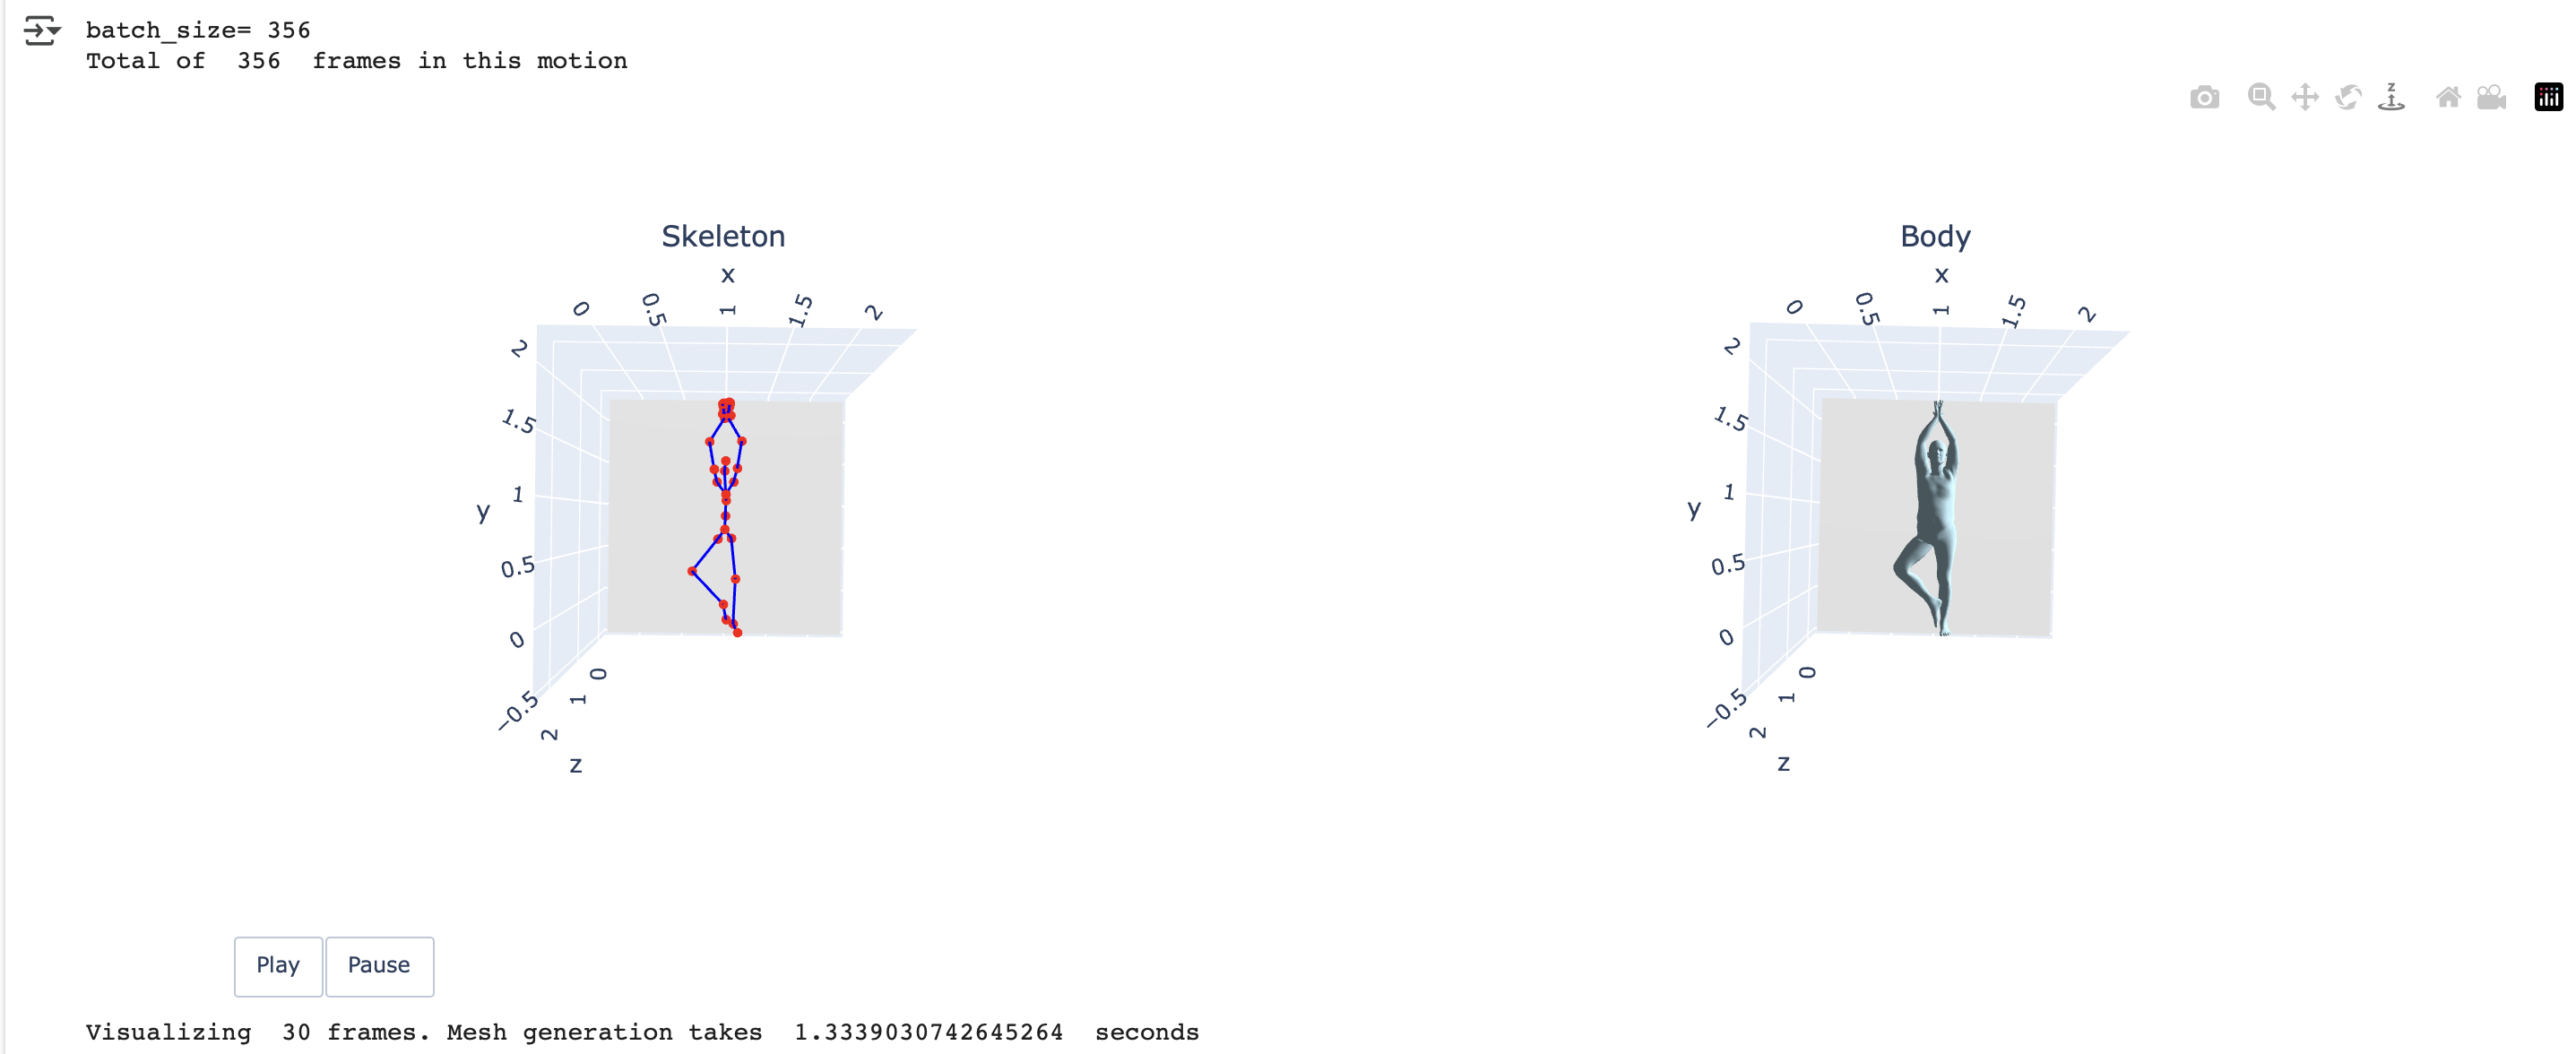 batch_size= 356
Total of  356  frames in this motion
z
Skeleton
x
0 0.5 1 1.5 2
2
1.5
1
y
0.5
0
-0.5
0
1
2
z
Body
x
0 0.5 1 1.5 2
2
1.5
1
y
0.5
0
-0.5
0
1
2
z
Play Pause
Visualizing  30 frames. Mesh generation takes  1.3339030742645264  seconds